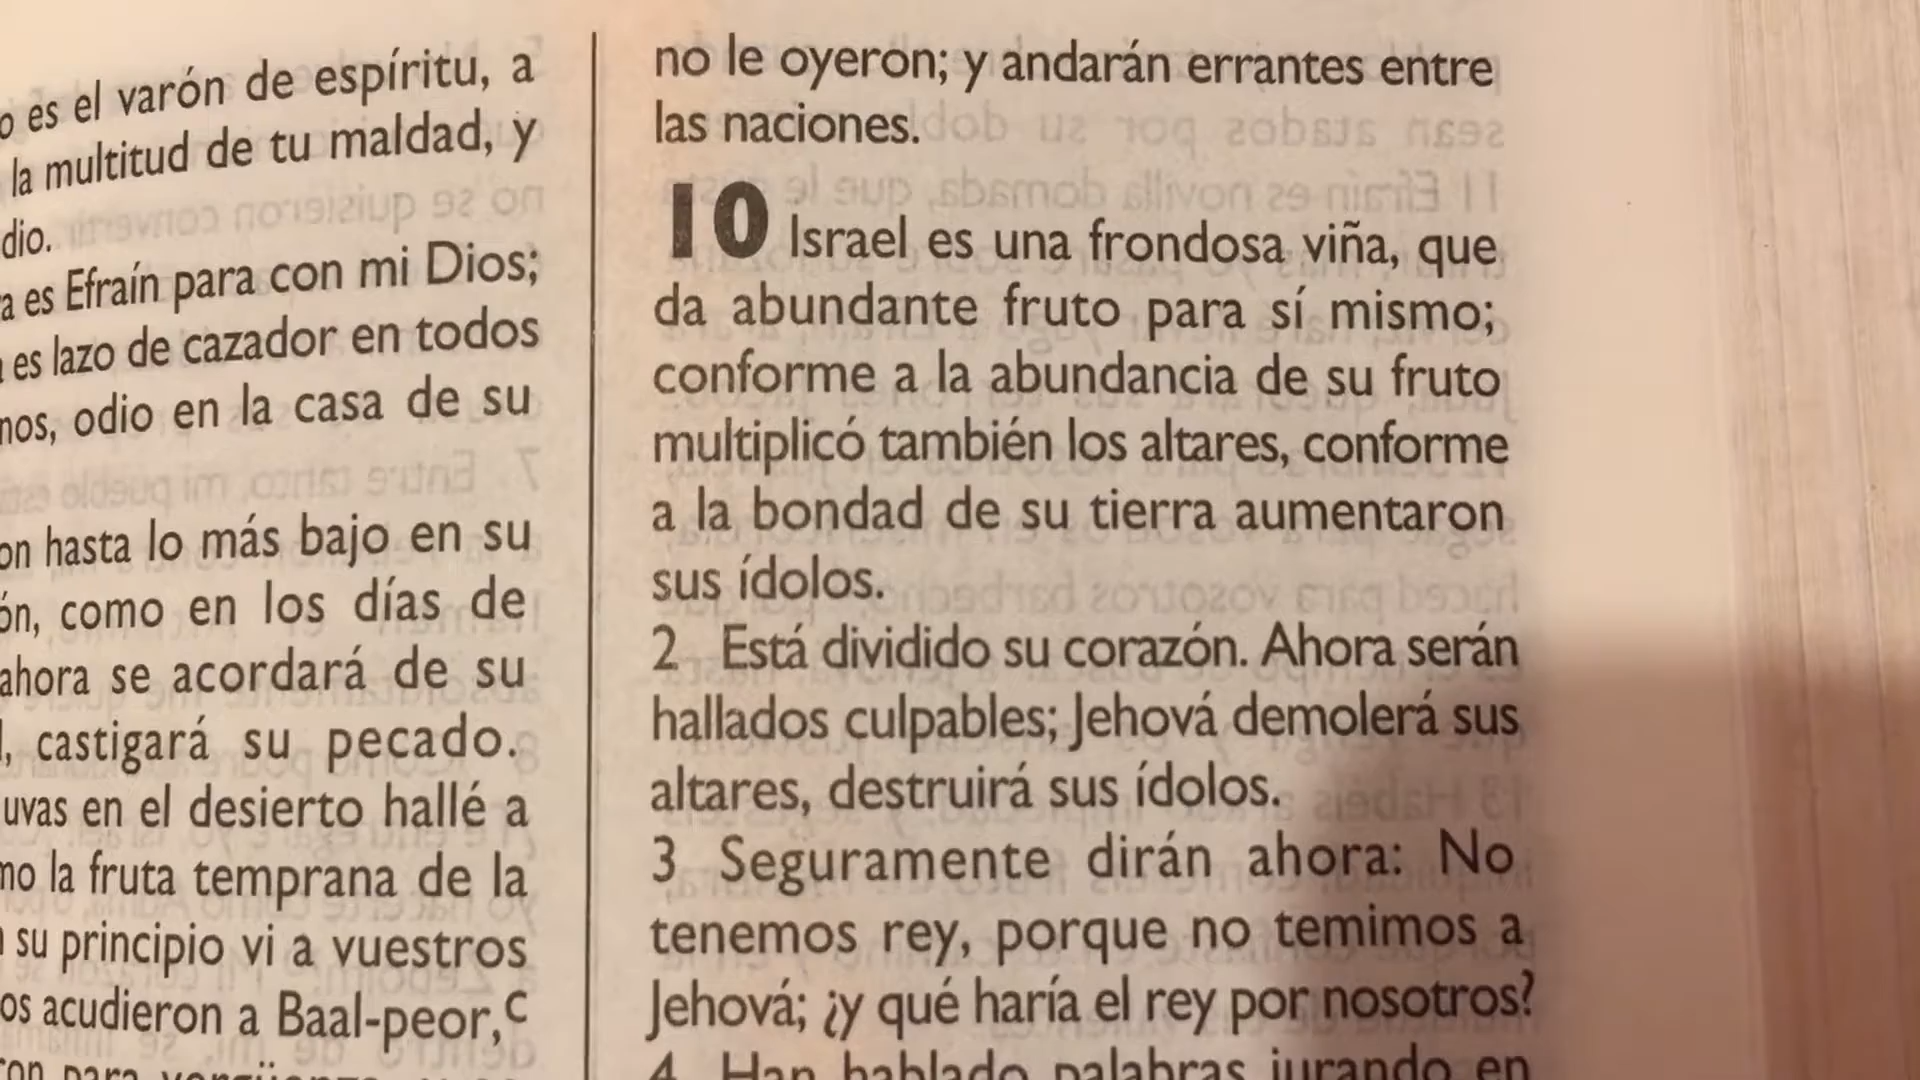 es el varón de espíritu, a
la multitud de tu maldad, y
dio.
a es Efraín para con mi Dios;
es lazo de cazador en todos
nos, odio en la casa de su
on hasta lo más bajo en su
ón, como en los días de
ahora se acordará de su
, castigará su pecado.
uvas en el desierto hallé a
mo la fruta temprana de la
su principio vi a vuestros
os acudieron a Baal-peor,c
no le oyeron; y andarán errantes entre
las naciones.
10 Israel es una frondosa viña, que
da abundante fruto para sí mismo;
conforme a la abundancia de su fruto
multiplicó también los altares, conforme
a la bondad de su tierra aumentaron
sus ídolos.
2 Está dividido su corazón. Ahora serán
hallados culpables; Jehová demolerá sus
altares, destruirá sus ídolos.
3 Seguramente dirán ahora: No
tenemos rey, porque no temimos a
Jehová; ¿y qué haría el rey por nosotros?
4 Han hablado palabras jurando en